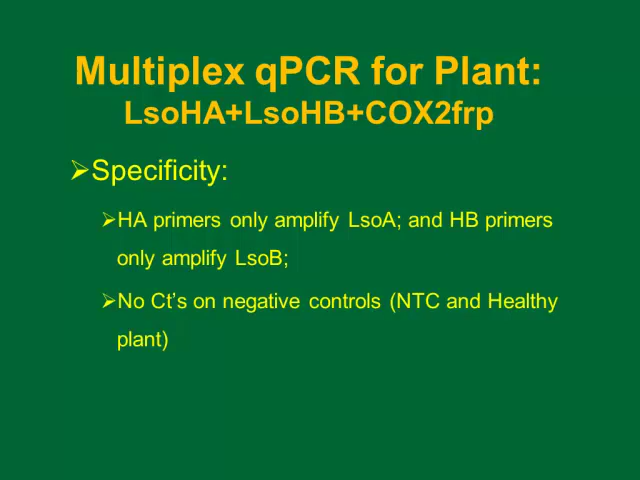 Multiplex qPCR for Plant:
LsoHA+LsoHB+COX2frp
➢Specificity:
➢HA primers only amplify LsoA; and HB primers
only amplify LsoB;
➢No Ct’s on negative controls (NTC and Healthy
plant)